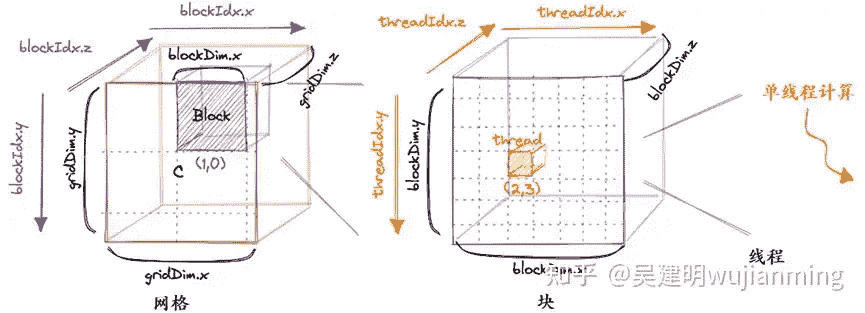 blockIdx.x
blockIdx.z
blockDim.x
gridDim.z
Block
(1,0)
C
blockIdx.y
gridDim.y
gridDim.x
网格
threadIdx.z
threadIdx.x
blockDim.z
threadIdx.y
blockDim.y
thread
(2,3)
blockDim.x
块
单线程计算
线程
知乎 @吴建明wujianming